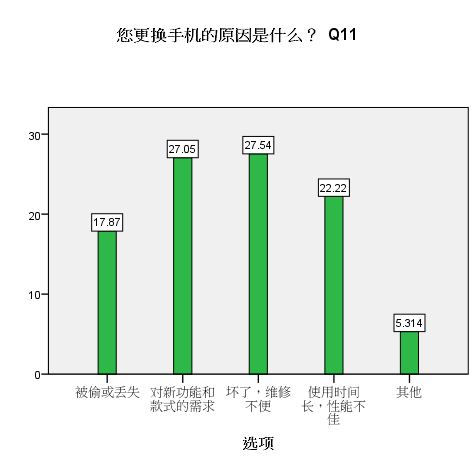 您更换手机的原因是什么？ Q11
30
20
10
0
17.87
27.05
27.54
22.22
5.314
被偷或丢失
对新功能和
款式的需求
坏了，维修
不便
使用时间
长，性能不
佳
其他
选项